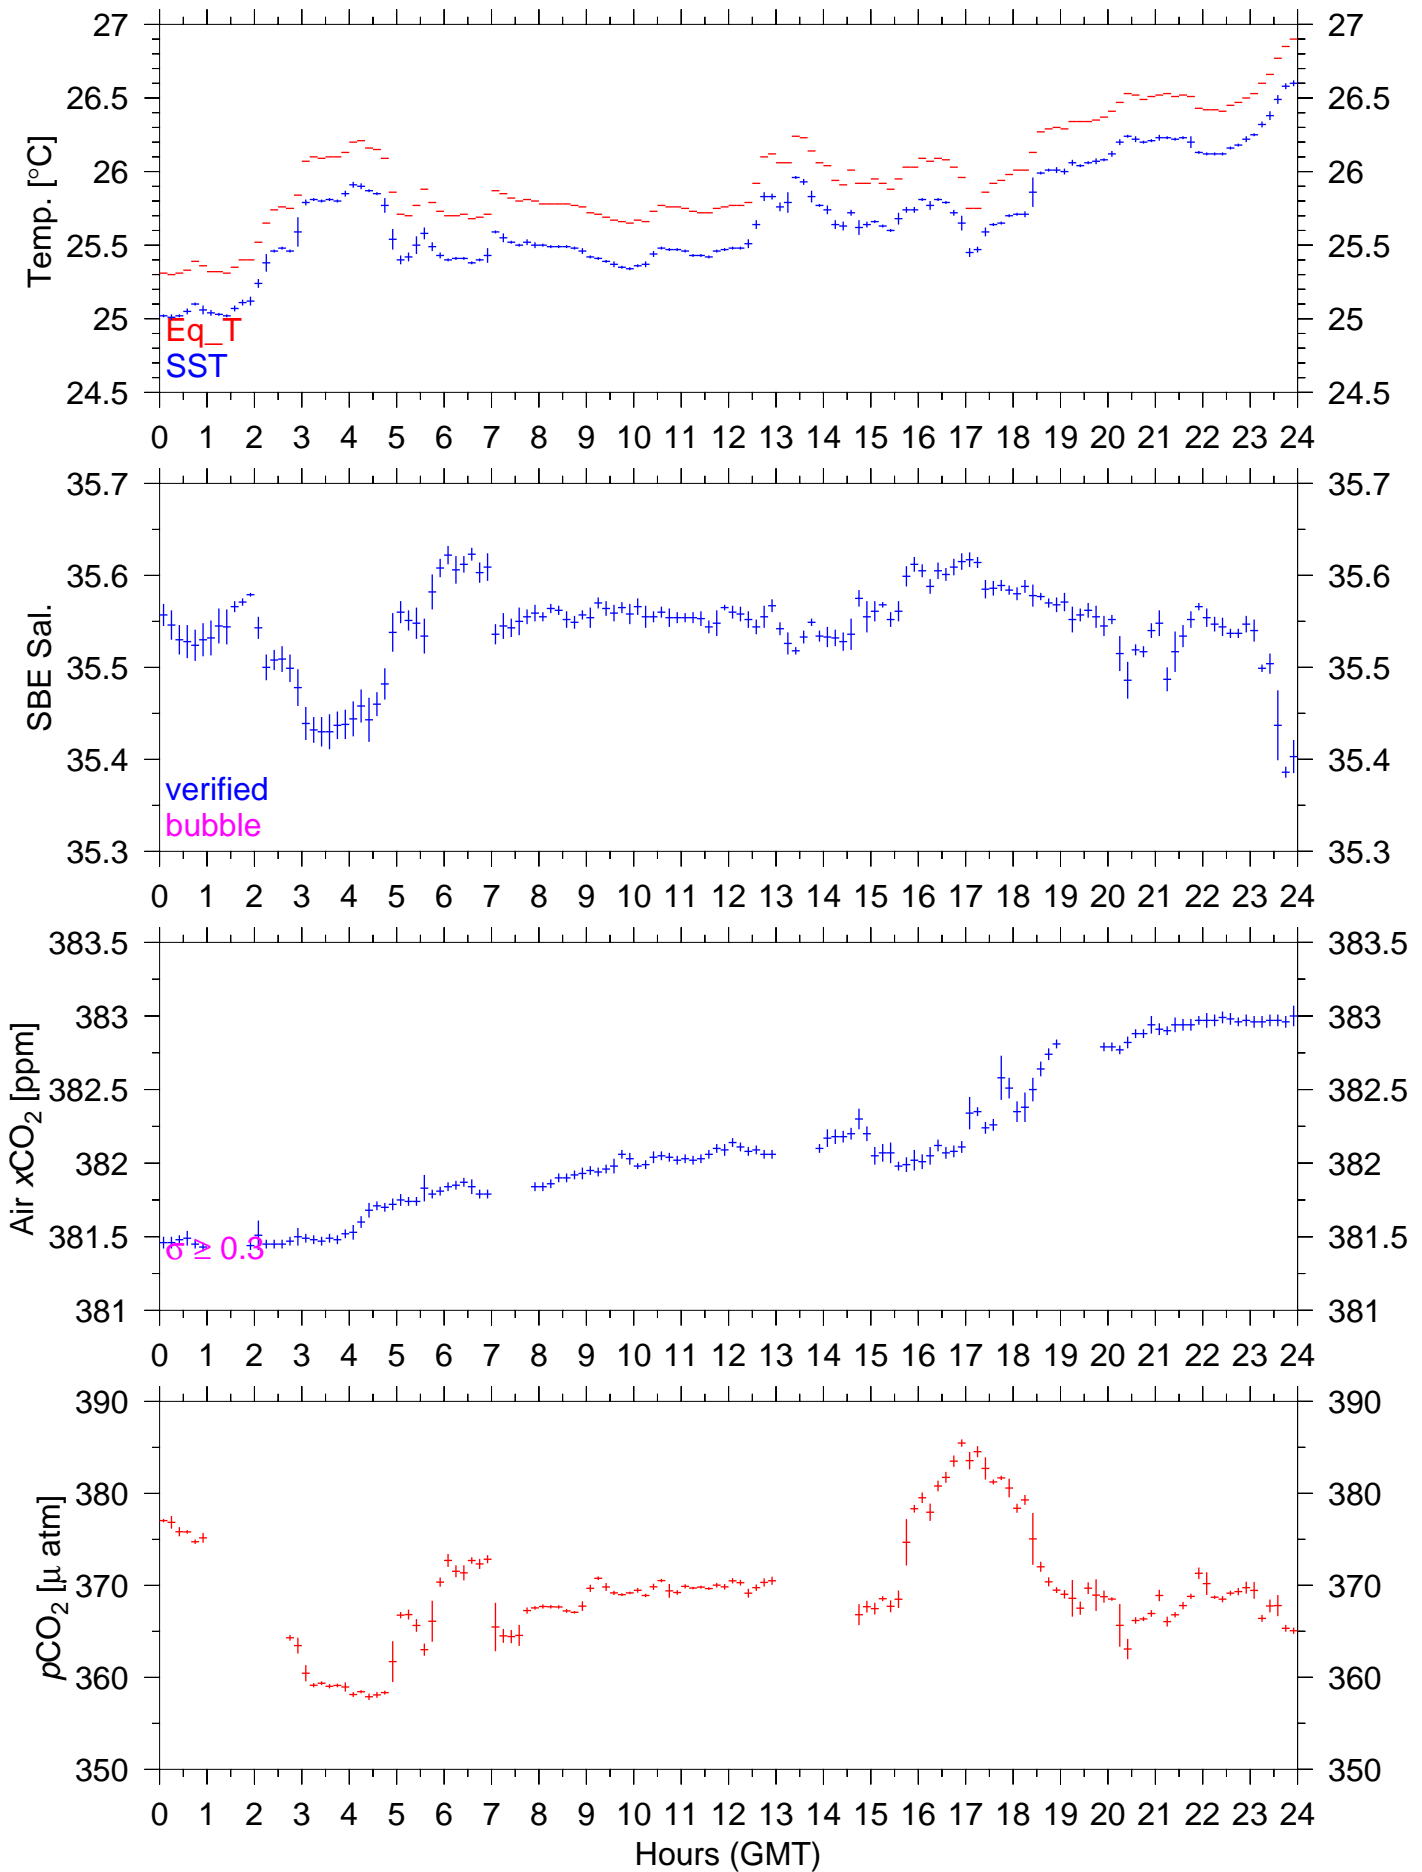 27 27
26.5 26.5
26 26
25.5 25.5
25 25
24.5 24.5
Temp. [°C]
Eq_T
SST
0 1 2 3 4 5 6 7 8 9 10 11 12 13 14 15 16 17 18 19 20 21 22 23 24
35.7 35.7
35.6 35.6
35.5 35.5
35.4 35.4
35.3 35.3
SBE Sal.
verified
bubble
0 1 2 3 4 5 6 7 8 9 10 11 12 13 14 15 16 17 18 19 20 21 22 23 24
383.5 383.5
383 383
382.5 382.5
382 382
381.5 381.5
381 381
Air xCO₂ [ppm]
σ ≥ 0.3
0 1 2 3 4 5 6 7 8 9 10 11 12 13 14 15 16 17 18 19 20 21 22 23 24
390 390
380 380
370 370
360 360
350 350
pCO₂ [μ atm]
0 1 2 3 4 5 6 7 8 9 10 11 12 13 14 15 16 17 18 19 20 21 22 23 24
Hours (GMT)